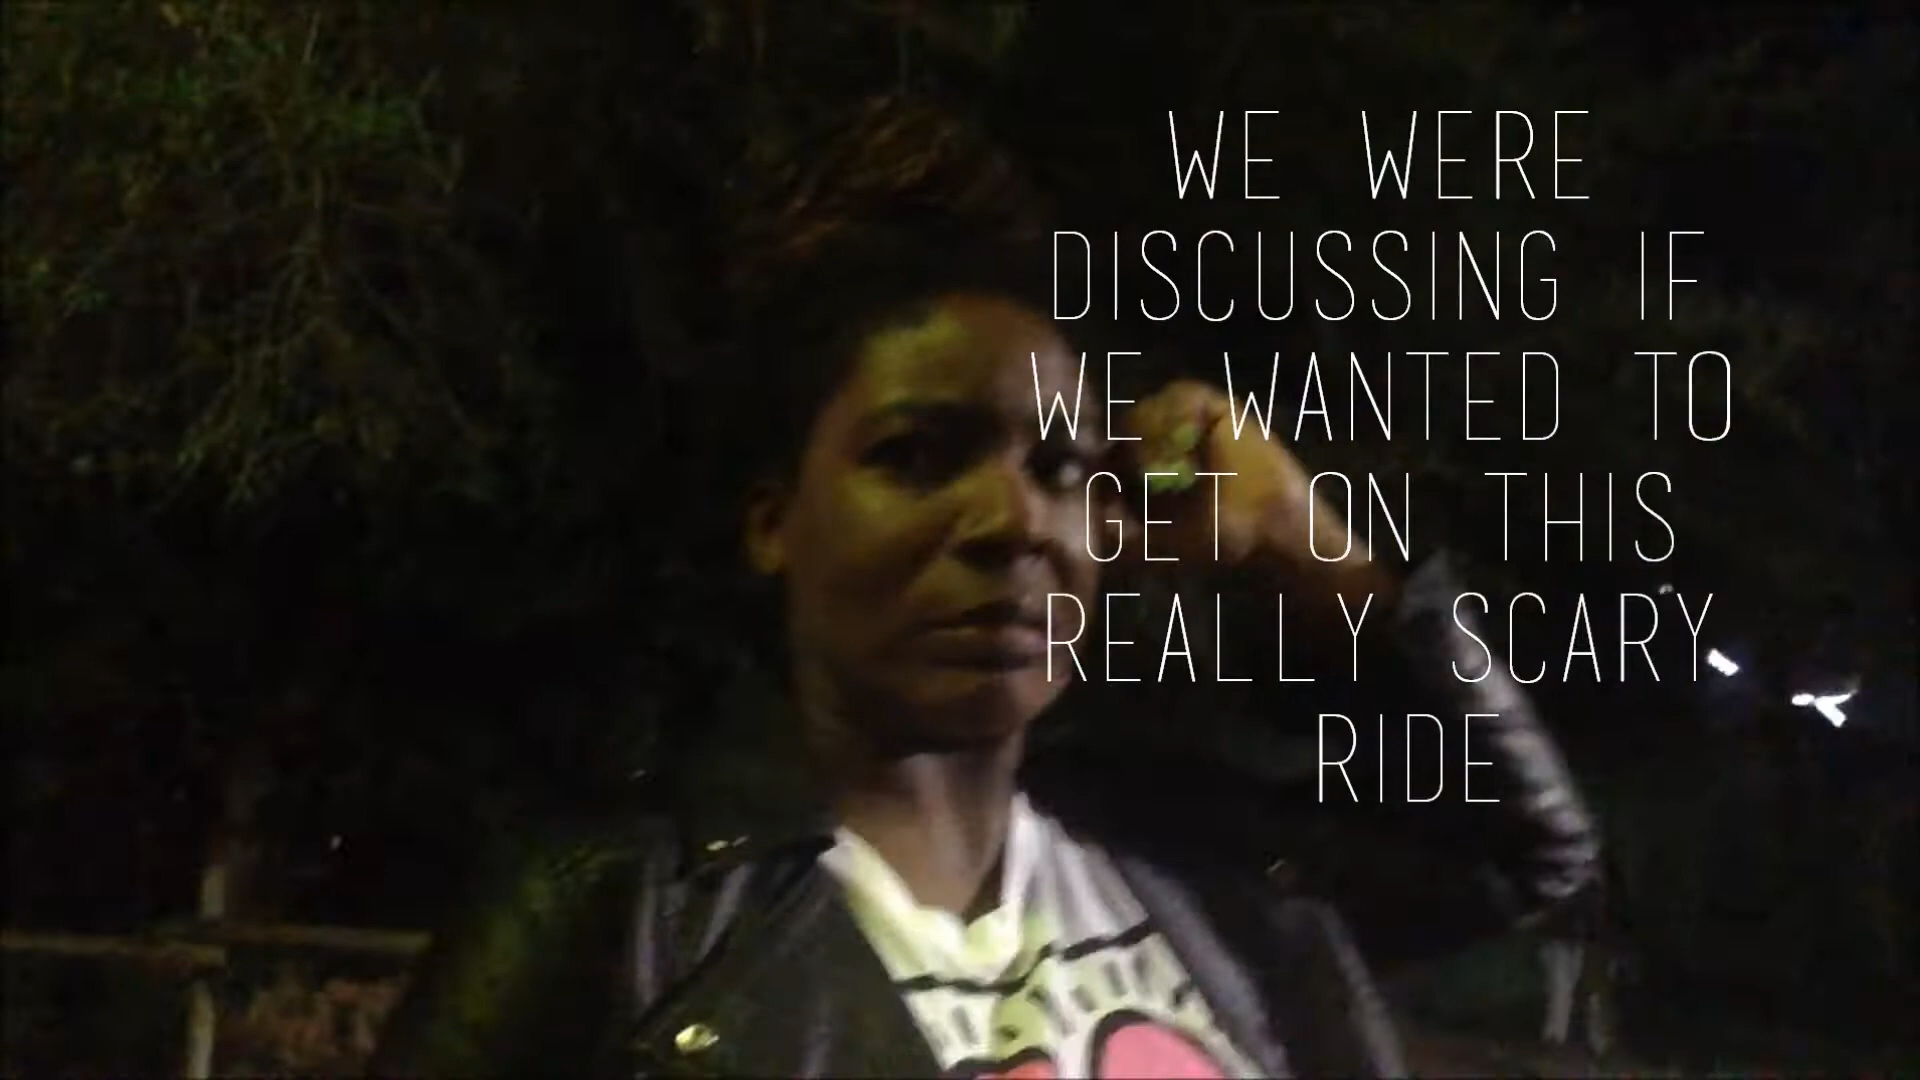 WE WERE
DISCUSSING IF
WE WANTED TO
GET ON THIS
REALLY SCARY
RIDE